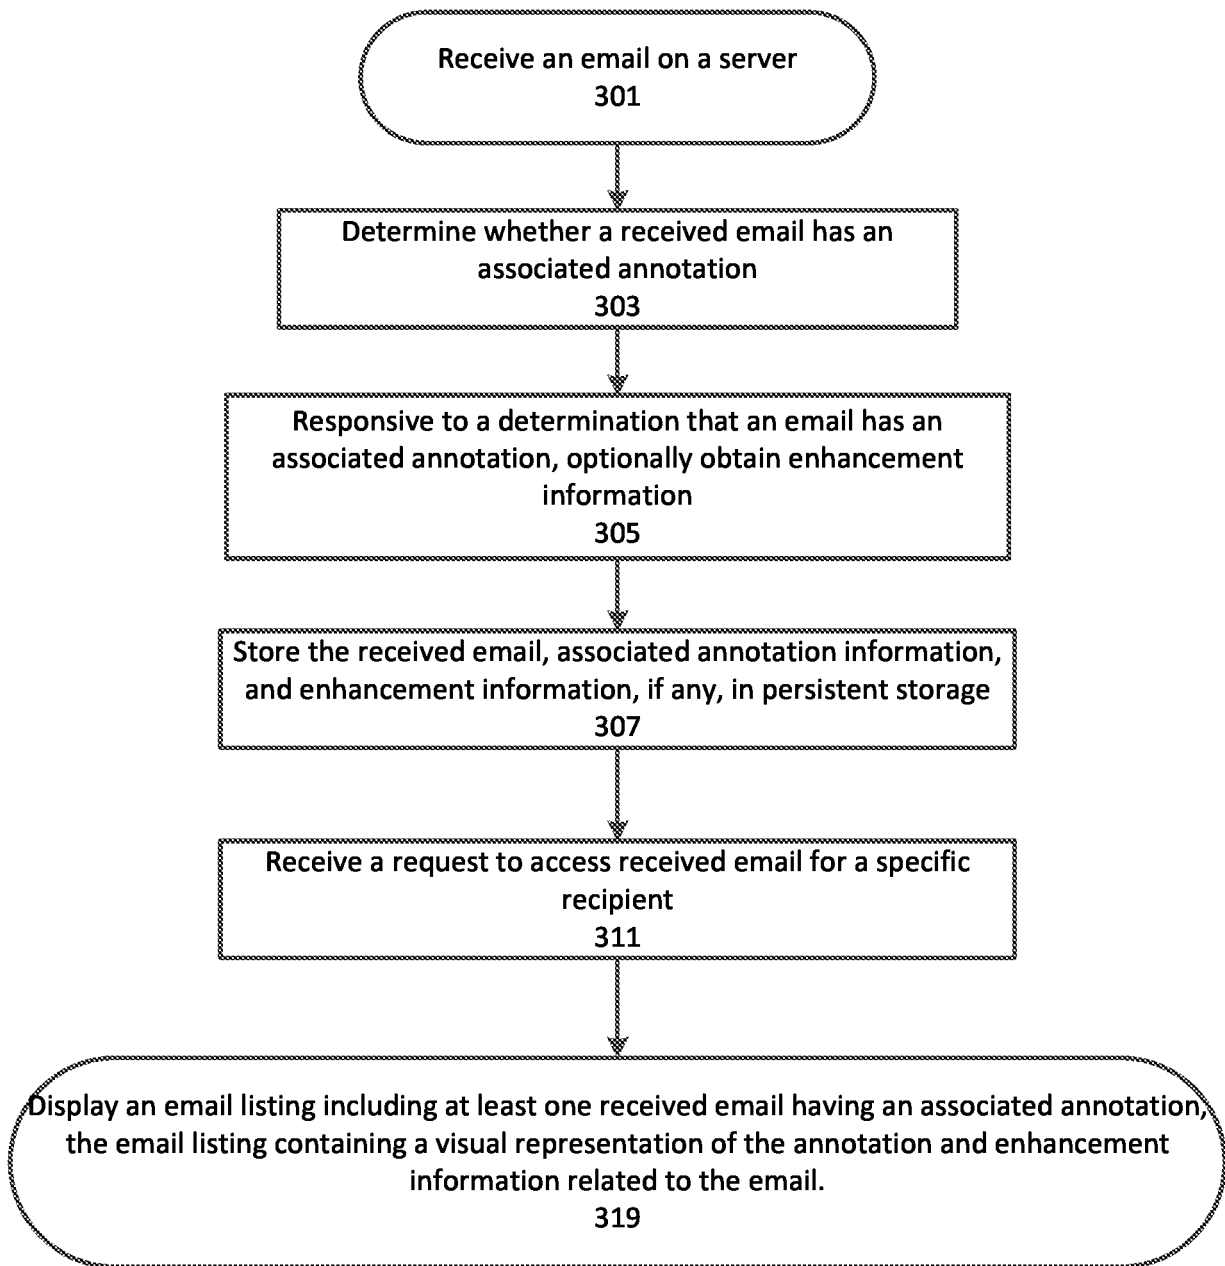 Receive an email on a server
301
Determine whether a received email has an
associated annotation
303
Responsive to a determination that an email has an
associated annotation, optionally obtain enhancement
information
305
Store the received email, associated annotation information,
and enhancement information, if any, in persistent storage
307
Receive a request to access received email for a specific
recipient
311
Display an email listing including at least one received email having an associated annotation,
the email listing containing a visual representation of the annotation and enhancement
information related to the email.
319